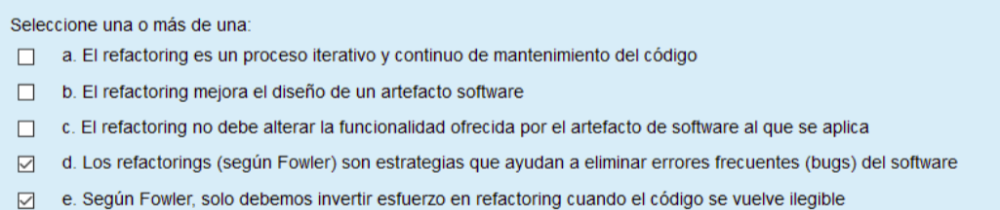 Seleccione una o más de una:
a. El refactoring es un proceso iterativo y continuo de mantenimiento del código
b. El refactoring mejora el diseño de un artefacto software
c. El refactoring no debe alterar la funcionalidad ofrecida por el artefacto de software al que se aplica
d. Los refactorings (según Fowler) son estrategias que ayudan a eliminar errores frecuentes (bugs) del software
e. Según Fowler, solo debemos invertir esfuerzo en refactoring cuando el código se vuelve ilegible